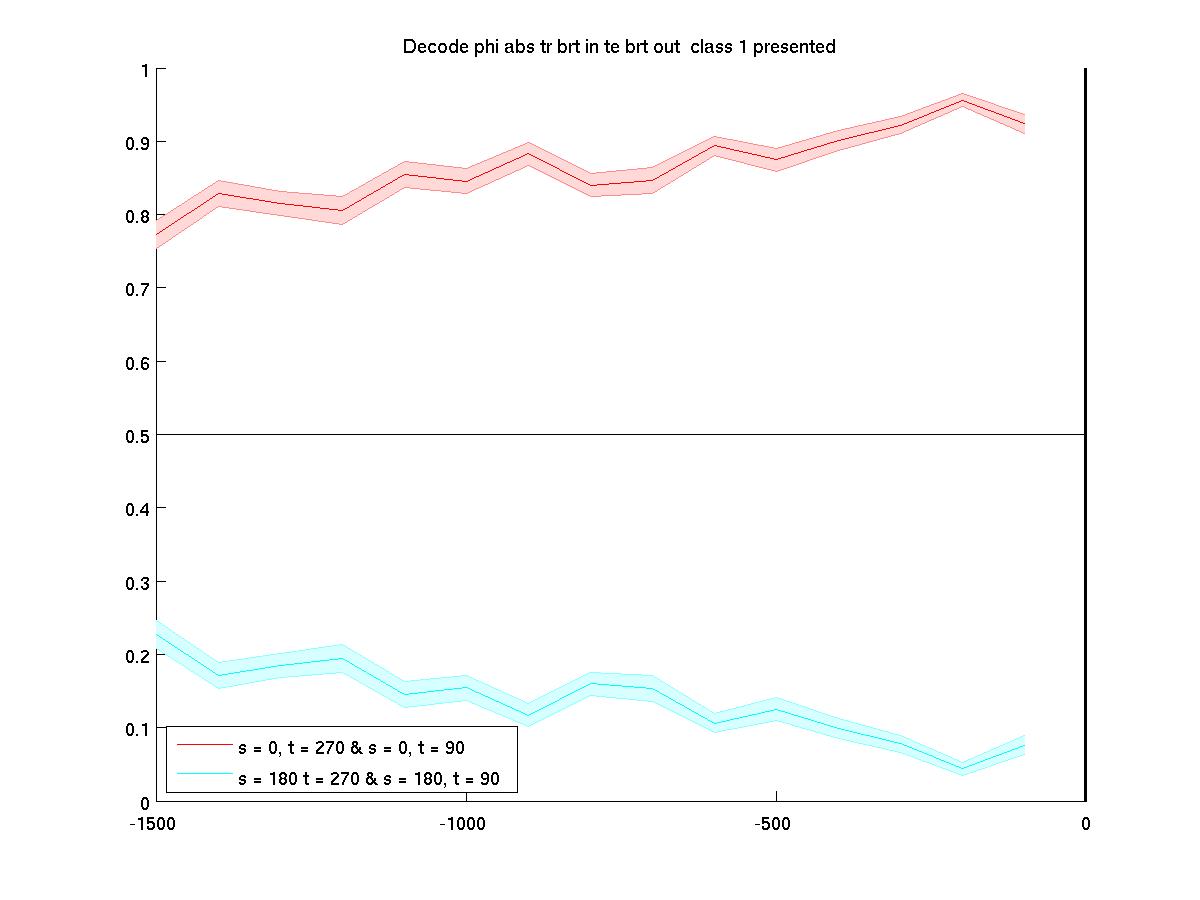 Decode phi abs tr brt in te brt out  class 1 presented
1
0.9
0.8
0.7
0.6
0.5
0.4
0.3
0.2
0.1
0
s = 0, t = 270 & s = 0, t = 90
s = 180 t = 270 & s = 180, t = 90
-1500 -1000 -500 0